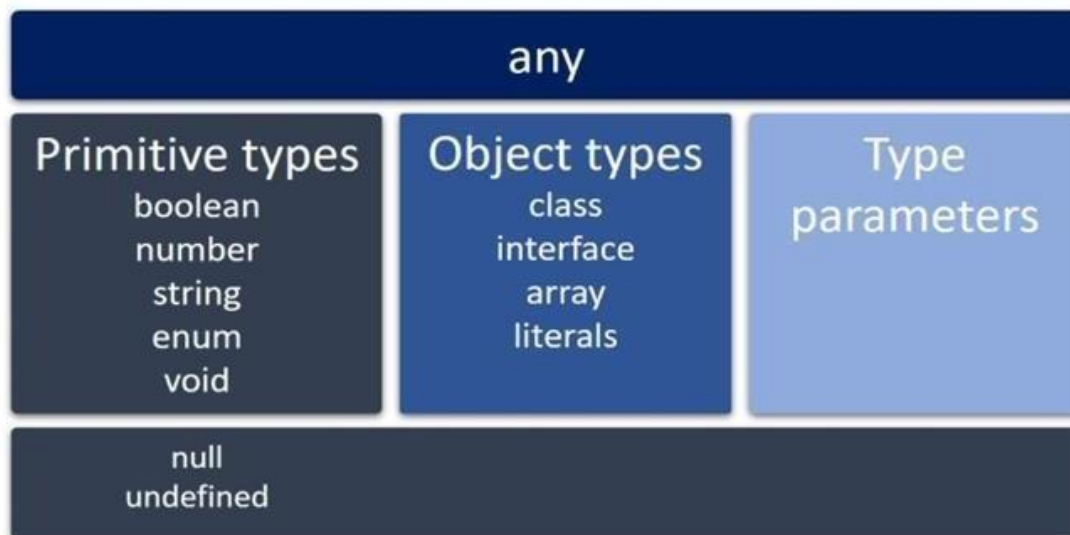 any
Primitive types
boolean
number
string
enum
void
Object types
class
interface
array
literals
Type
parameters
null
undefined